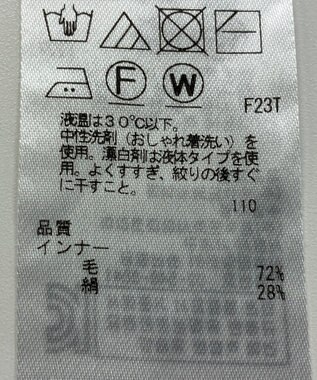 F W
F23T
液温は30℃以下。
中性洗剤（おしゃれ着洗い）を
使用。漂白剤は液体タイプを使
用。よくすすぎ、絞りの後すぐ
に干すこと。
110
品質
インナー
毛 72%
絹 28%